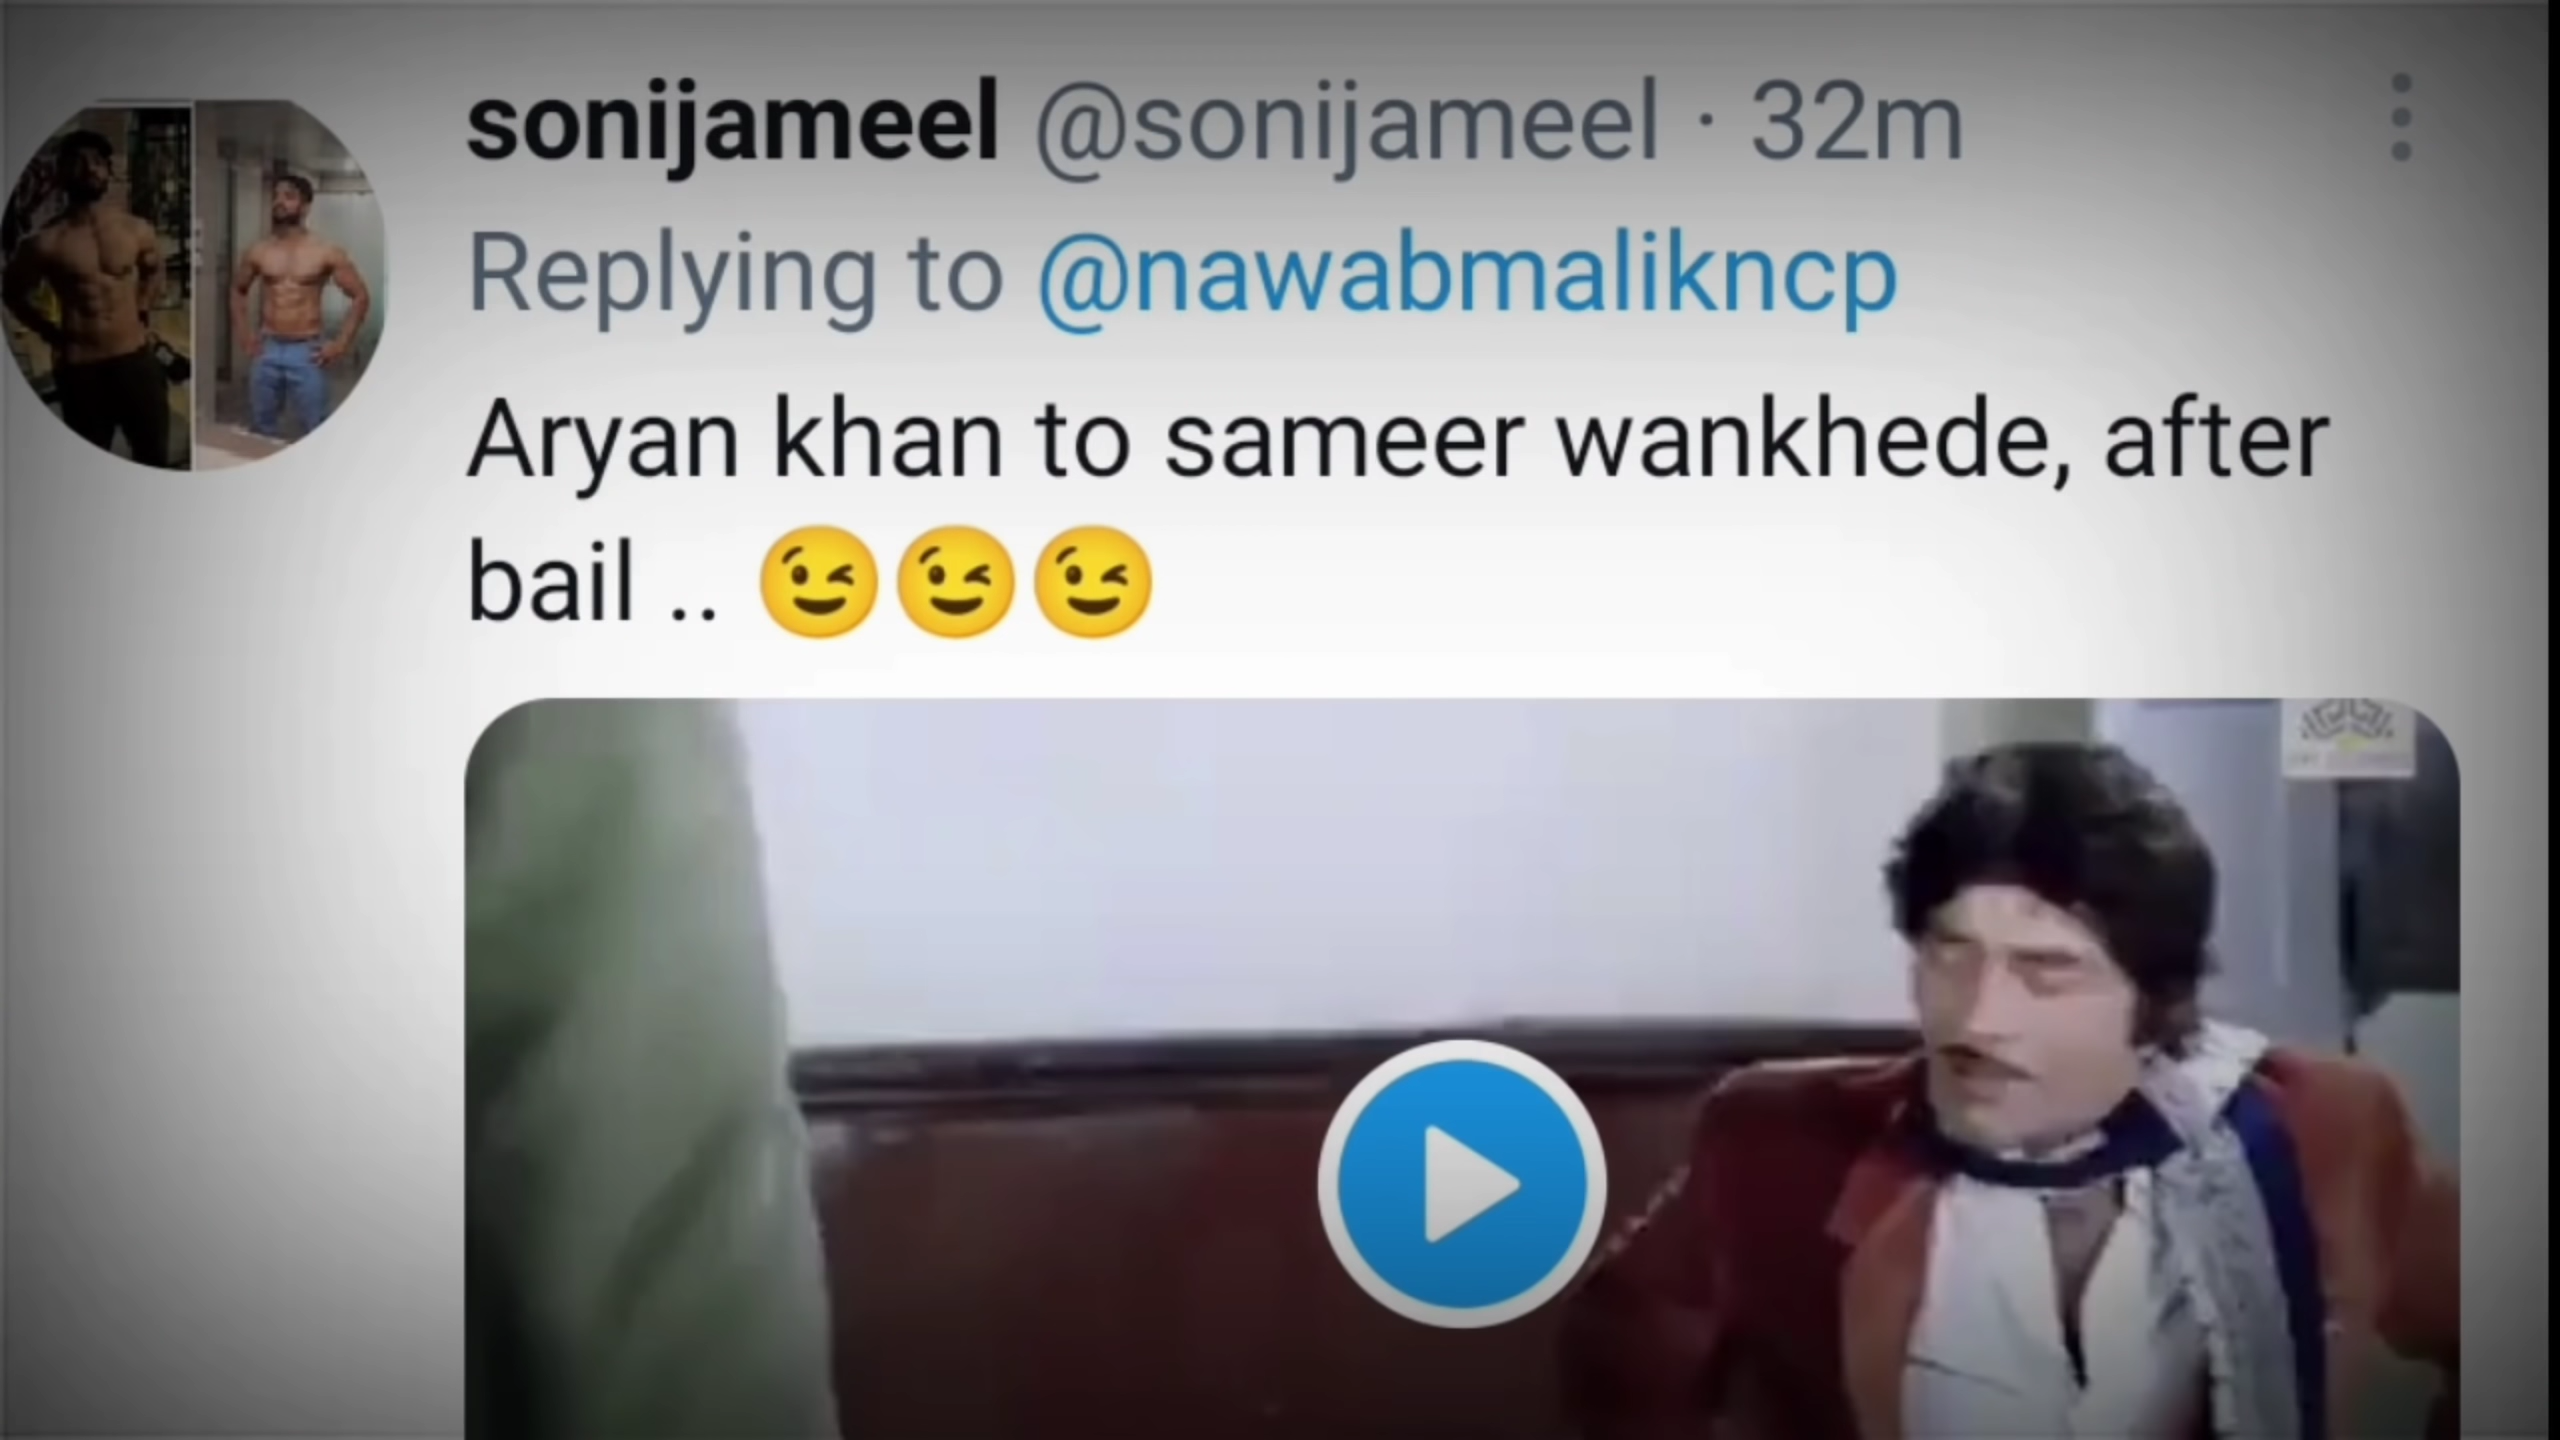 sonijameel @sonijameel · 32m
Replying to @nawabmalikncp
Aryan khan to sameer wankhede, after
bail .. 😉😉😉